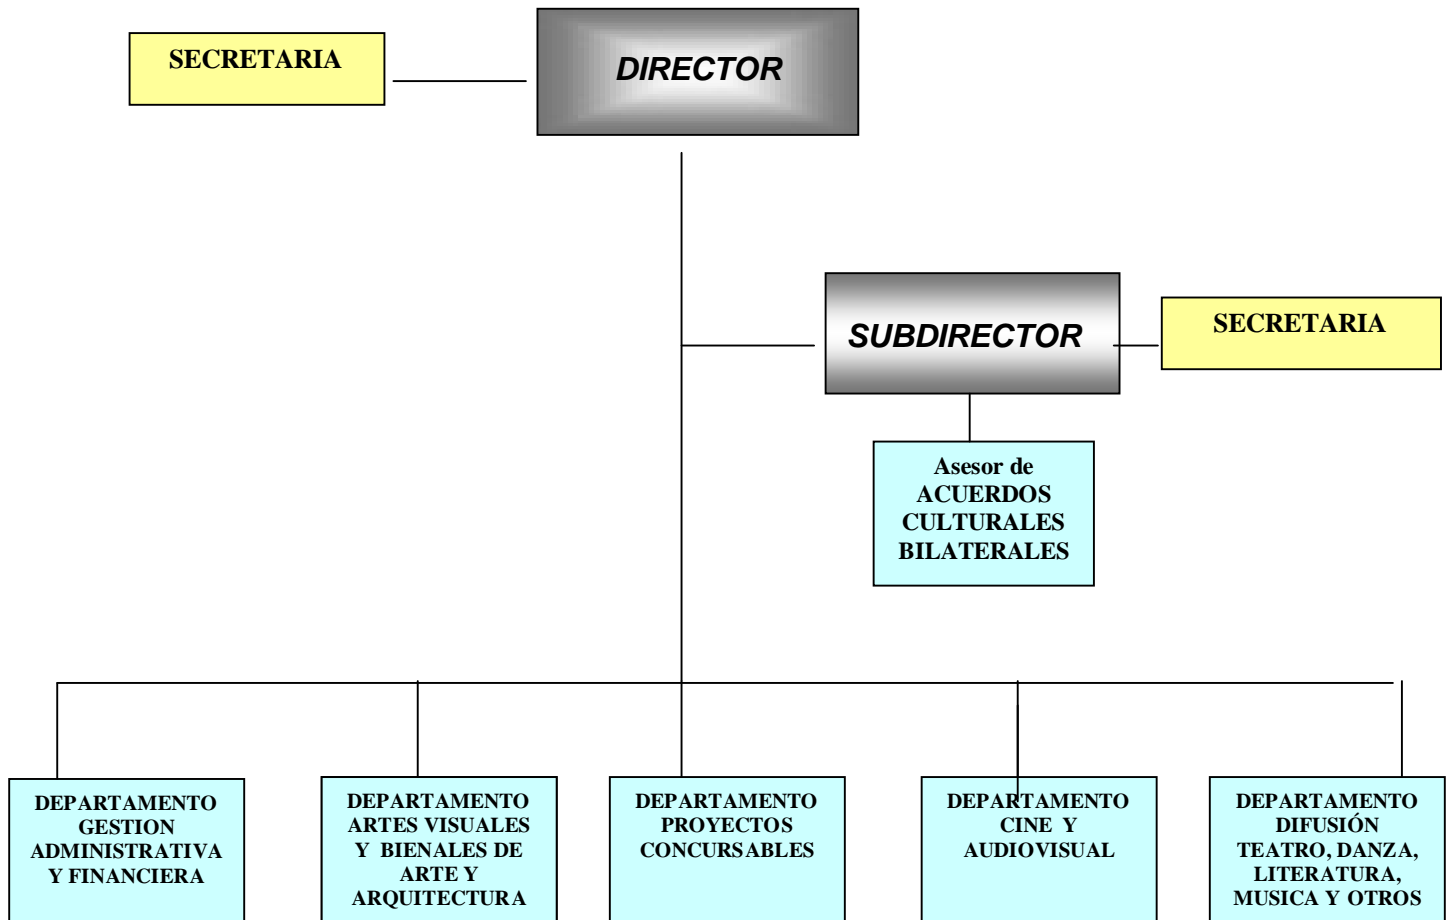 SECRETARIA
DIRECTOR
SUBDIRECTOR
SECRETARIA
Asesor de
ACUERDOS
CULTURALES
BILATERALES
DEPARTAMENTO
GESTION
ADMINISTRATIVA
Y FINANCIERA
DEPARTAMENTO
ARTES VISUALES
Y BIENALES DE
ARTE Y
ARQUITECTURA
DEPARTAMENTO
PROYECTOS
CONCURSABLES
DEPARTAMENTO
CINE Y
AUDIOVISUAL
DEPARTAMENTO
DIFUSIÓN
TEATRO, DANZA,
LITERATURA,
MUSICA Y OTROS